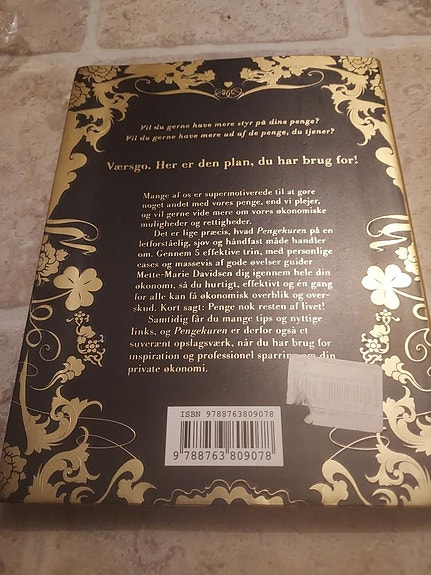 Vil du gerne have mere styr på dine penge?
Vil du gerne have mere ud af de penge, du tjener?
Værsgo. Her er den plan, du har brug for!
Mange af os er supermotiverede til at gøre
noget andet med vores penge, end vi plejer,
og vil gerne vide mere om vores økonomiske
muligheder og rettigheder.
Det er lige præcis, hvad Pengekuren på en
letforståelig, sjov og håndfast måde handler
om. Gennem 5 effektive trin, med personlige
cases og massevis af gode øvelser guider
Mette-Marie Davidsen dig igennem hele din
økonomi, så du hurtigt, effektivt og én gang
for alle kan få økonomisk overblik og over-
skud. Kort sagt: Penge nok resten af livet!
Samtidig får du mange tips og nyttige
links, og Pengekuren er derfor også et
suverænt opslagsværk, når du har brug for
inspiration og professionel sparring om din
private økonomi.
ISBN 9788763809078
9 788763 809078